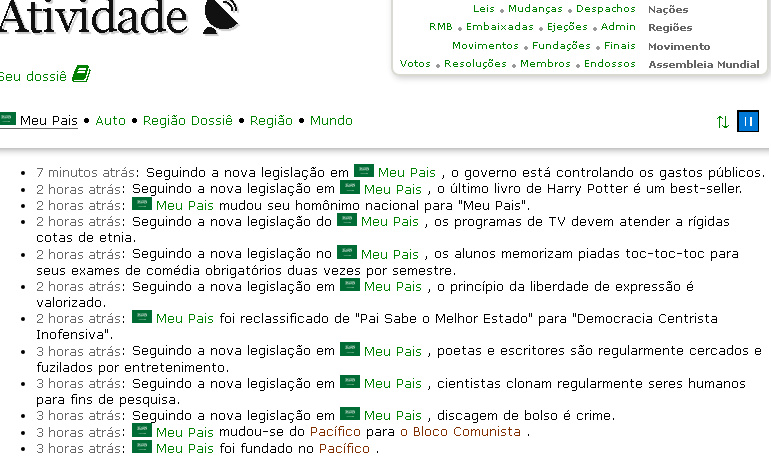 Atividade
Leis • Mudanças • Despachos Nações
RMB • Embaixadas • Ejeções • Admin Regiões
Movimentos • Fundações • Finais Movimento
Votos • Resoluções • Membros • Endossos Assembleia Mundial
Seu dossiê
Meu Pais • Auto • Região Dossiê • Região • Mundo
• 7 minutos atrás: Seguindo a nova legislação em Meu Pais , o governo está controlando os gastos públicos.
• 2 horas atrás: Seguindo a nova legislação em Meu Pais , o último livro de Harry Potter é um best-seller.
• 2 horas atrás: Meu Pais mudou seu homônimo nacional para "Meu Pais".
• 2 horas atrás: Seguindo a nova legislação do Meu Pais , os programas de TV devem atender a rígidas
cotas de etnia.
• 2 horas atrás: Seguindo a nova legislação no Meu Pais , os alunos memorizam piadas toc-toc-toc para
seus exames de comédia obrigatórios duas vezes por semestre.
• 2 horas atrás: Seguindo a nova legislação em Meu Pais , o princípio da liberdade de expressão é
valorizado.
• 2 horas atrás: Meu Pais foi reclassificado de "Pai Sabe o Melhor Estado" para "Democracia Centrista
Inofensiva".
• 3 horas atrás: Seguindo a nova legislação em Meu Pais , poetas e escritores são regularmente cercados e
fuzilados por entretenimento.
• 3 horas atrás: Seguindo a nova legislação em Meu Pais , cientistas clonam regularmente seres humanos
para fins de pesquisa.
• 3 horas atrás: Seguindo a nova legislação em Meu Pais , discagem de bolso é crime.
• 3 horas atrás: Meu Pais mudou-se do Pacífico para o Bloco Comunista .
• 3 horas atrás: Meu Pais foi fundado no Pacífico .